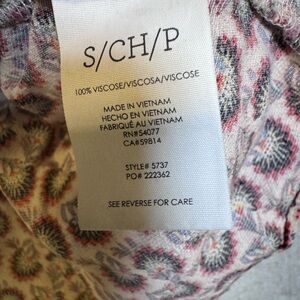 S/CH/P
100% VISCOSE/VISCOSA/VISCOSE
MADE IN VIETNAM
HECHO EN VIETNAM
FABRIQUÉ AU VIETNAM
RN#54077
CA#59814
STYLE# 5737
PO# 222362
SEE REVERSE FOR CARE